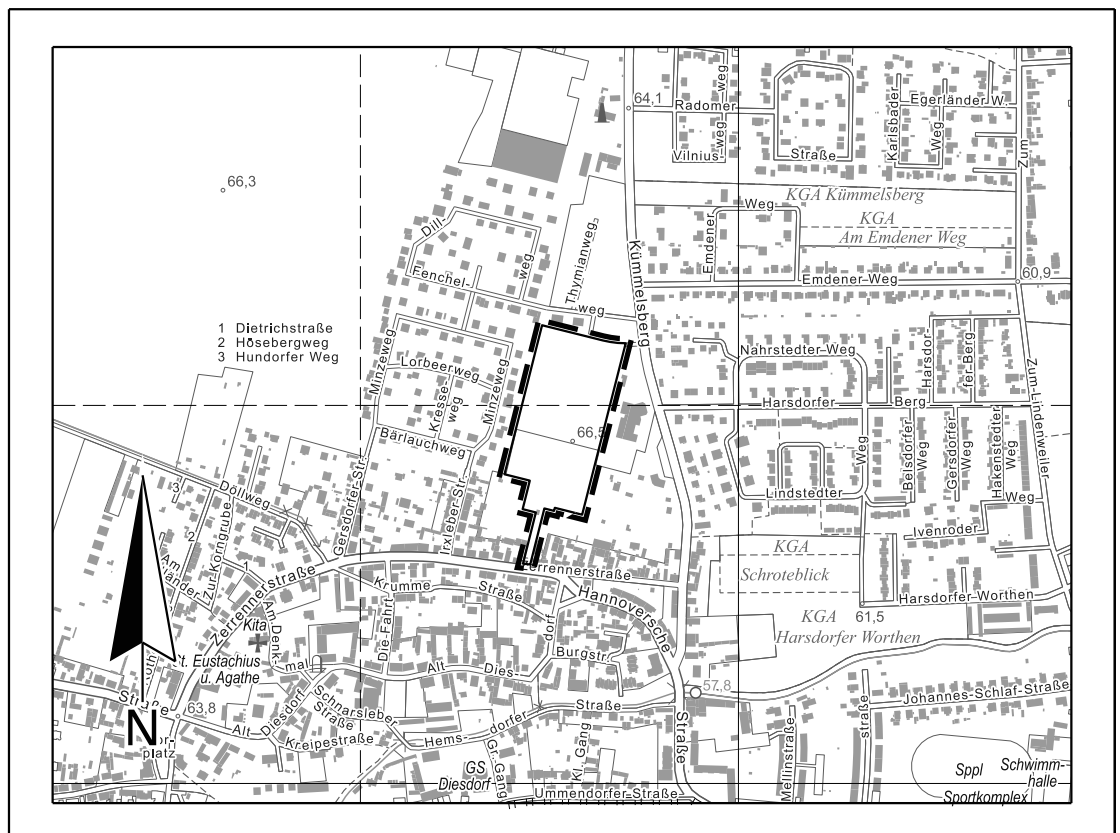 64,1
Radomer
Vilnius-
weg
weg
Straße
Karlsbader
Weg
Egerländer W.
Zum
66,3
KGA Kümmelsberg
KGA
Am Emdener Weg
Weg
Emdener
Emdener Weg
60,9
Dill-
weg
Fenchel-
weg
Thymianweg
Kümmelsberg
1 Dietrichstraße
2 Hösebergweg
3 Hundorfer Weg
Minzeweg
Lorbeerweg
Kresse-
weg
Minzeweg
Bärlauchweg
66,5
Nahrstedter Weg
Harsdor-
fer Berg
Harsdorfer
Berg
Zum Lindenweiler
Weg
Belsdorfer
Weg
Gersdorfer
Weg
Hakenstedter
Weg
Lindstedter
Weg
Ivenroder
Gersdorfer Str.
Irxleber Str.
3
Döllweg
2
Zur Korngrube
Am
1
Zerrennerstraße
Zerrennerstraße
KGA
Schroteblick
Harsdorfer Worthen
61,5
KGA
Harsdorfer Worthen
Krumme
Straße
Die Fahrt
Hannoversche
Straße
Am Denk-
mal
Kita
St. Eustachius
u. Agathe
Alt
Dies-
dorf
Burgstr.
57,8
Johannes-Schlaf-Straße
Straße
63,8
Alt
Diesdorf
Schnarsleber
Straße
Kreipestraße
Hems-
dorfer
Straße
N
platz
GS
Diesdorf
Gr. Gang
Kl. Gang
Ummendorfer Straße
Mellinstraße
straße
Sppl
Schwimm-
halle
Sportkomplex